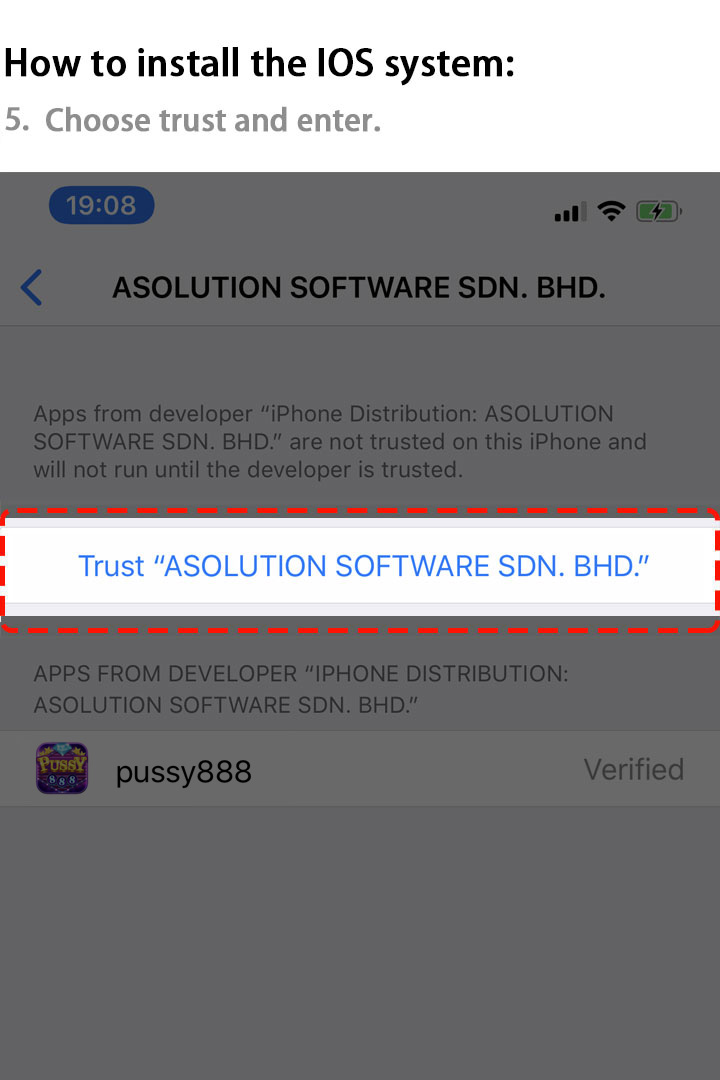 How to install the IOS system:
5. Choose trust and enter.
19:08
ASOLUTION SOFTWARE SDN. BHD.
Apps from developer “iPhone Distribution: ASOLUTION
SOFTWARE SDN. BHD.” are not trusted on this iPhone and
will not run until the developer is trusted.
Trust “ASOLUTION SOFTWARE SDN. BHD.”
APPS FROM DEVELOPER “IPHONE DISTRIBUTION:
ASOLUTION SOFTWARE SDN. BHD.”
PUSSY
888
pussy888
Verified